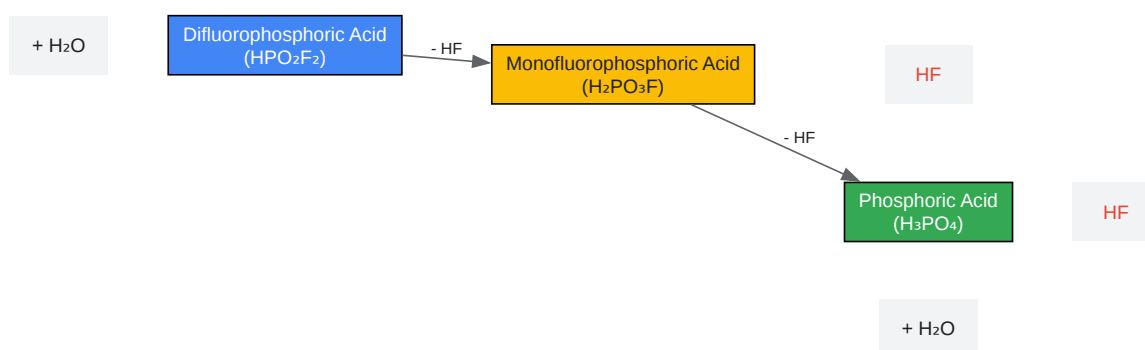 + H₂O
Difluorophosphoric Acid
(HPO₂F₂)
- HF
Monofluorophosphoric Acid
(H₂PO₃F)
HF
- HF
Phosphoric Acid
(H₃PO₄)
HF
+ H₂O